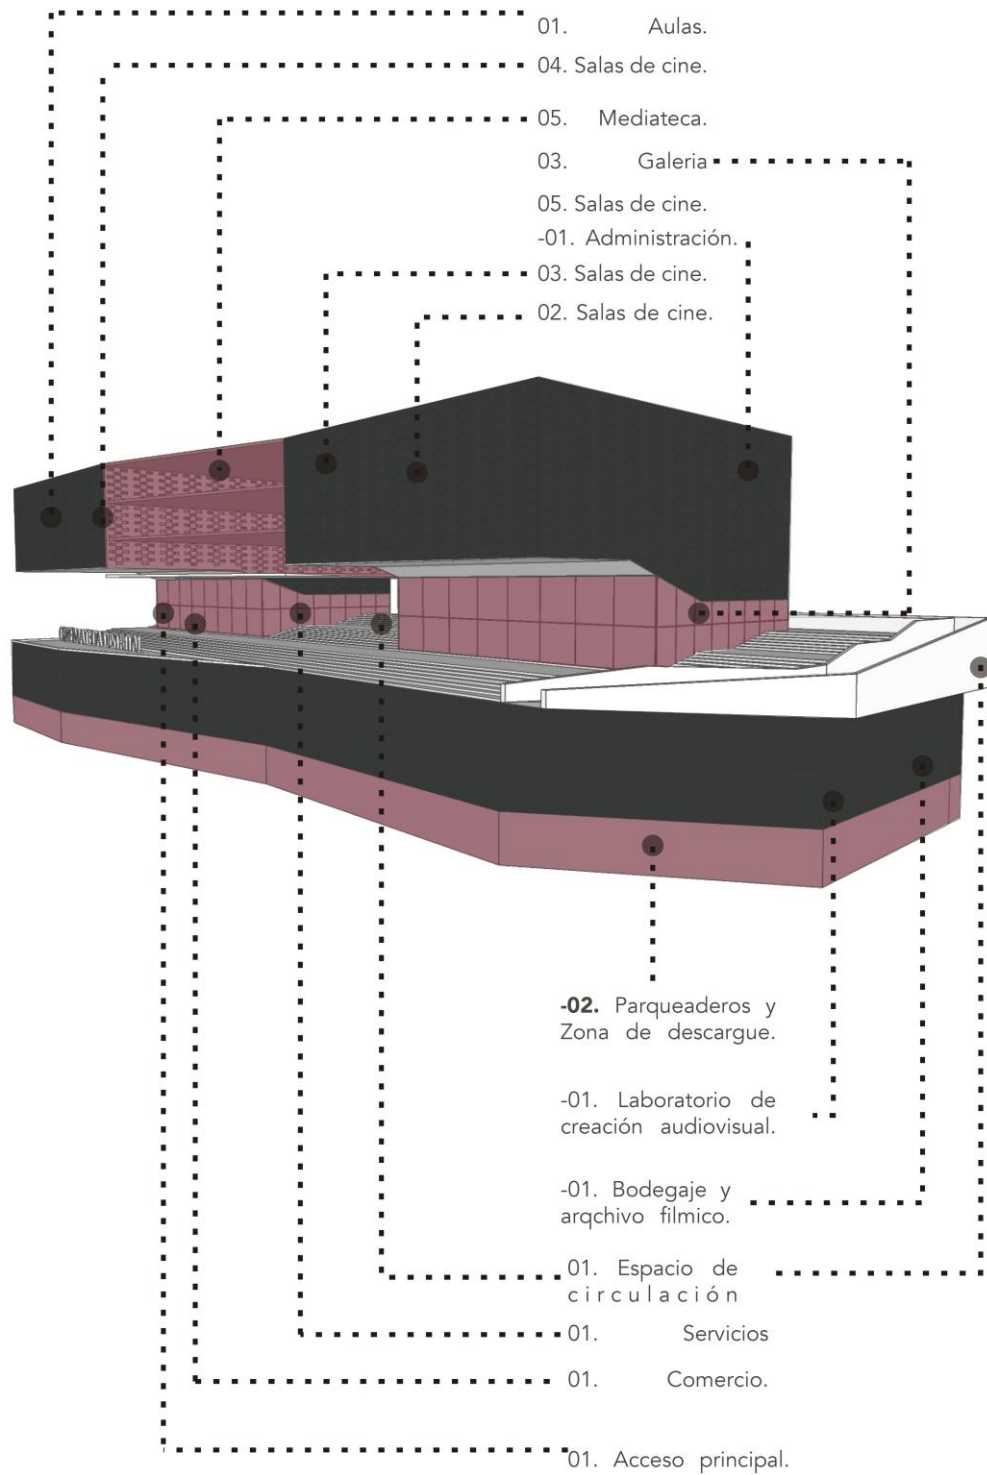 01. Aulas.
04. Salas de cine.
05. Mediateca.
03. Galeria
05. Salas de cine.
-01. Administración.
03. Salas de cine.
02. Salas de cine.
-02. Parqueaderos y
Zona de descargue.
-01. Laboratorio de
creación audiovisual.
-01. Bodegaje y
arqchivo filmico.
01. Espacio de
circulación
01. Servicios
01. Comercio.
01. Acceso principal.